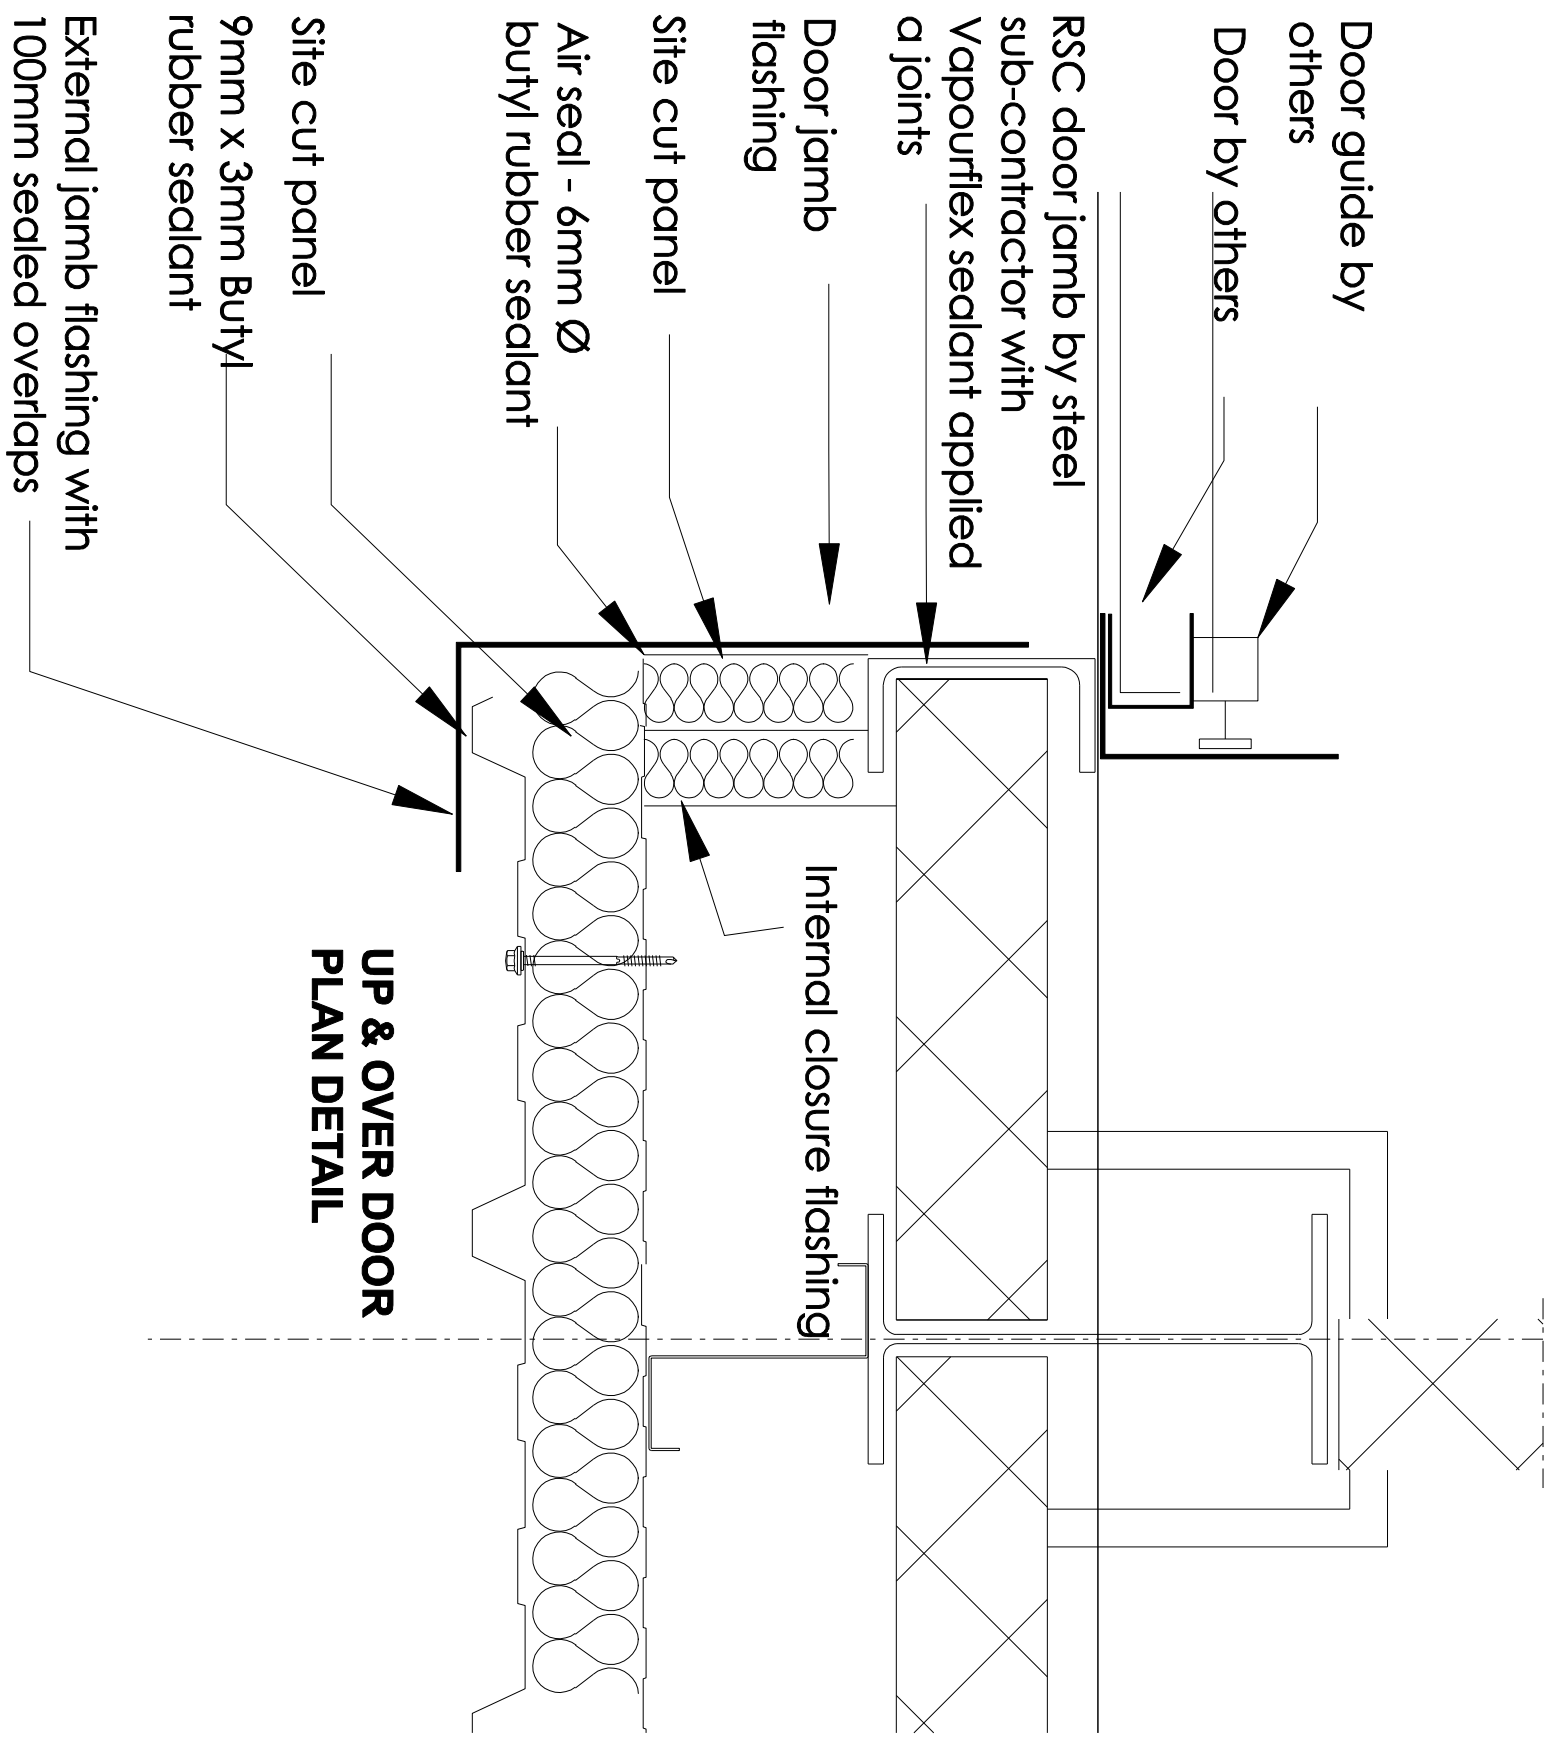 Door guide by
others
Door by others
RSC door jamb by steel
sub-contractor with
Vapourflex sealant applied
a joints
Door jamb
flashing
Site cut panel
Air seal - 6mm Ø
butyl rubber sealant
Site cut panel
9mm x 3mm Butyl
rubber sealant
External jamb flashing with
100mm sealed overlaps
Internal closure flashing
UP & OVER DOOR
PLAN DETAIL